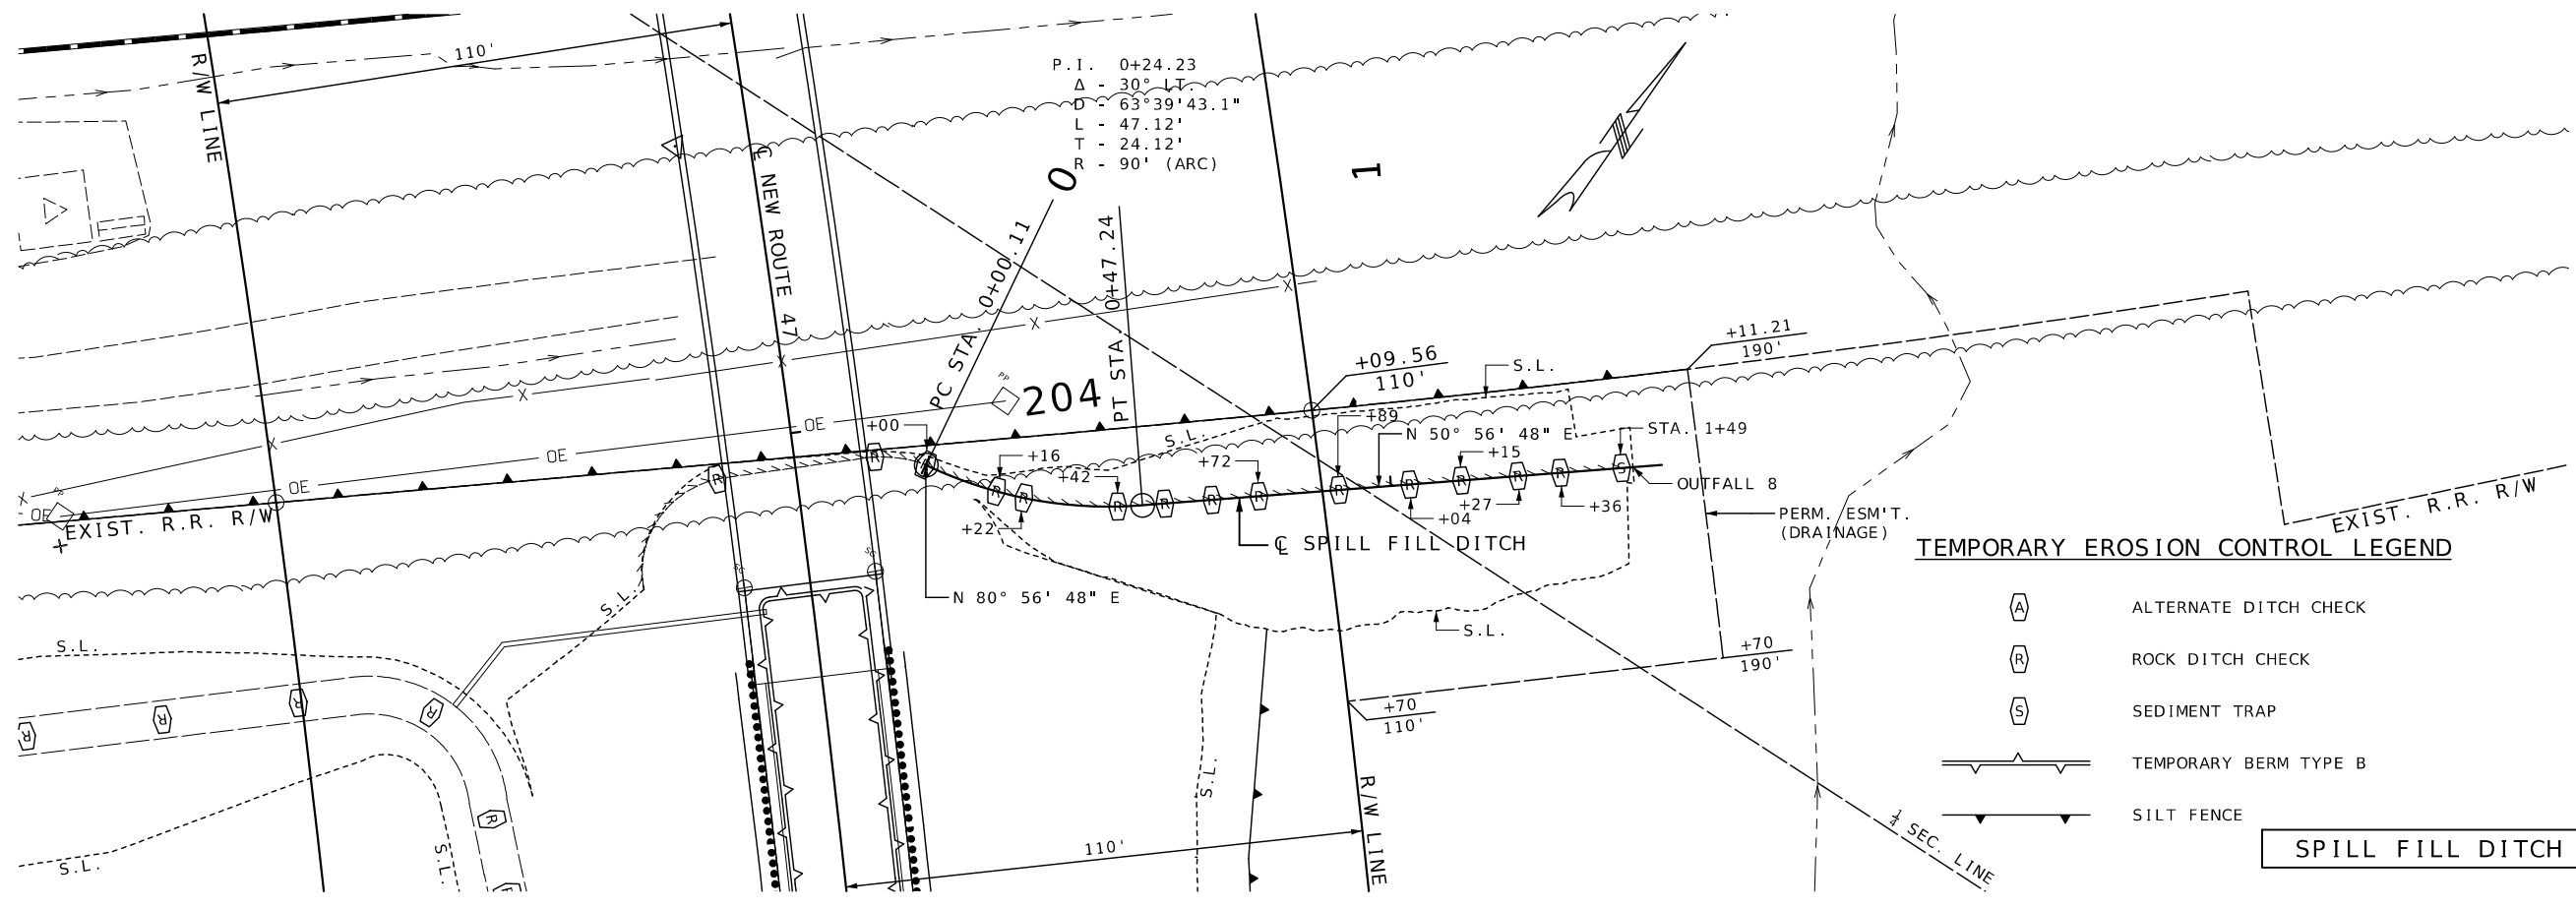 110'
R/W LINE
℄ NEW ROUTE 47
P.I. 0+24.23
Δ - 30° LT.
D - 63°39'43.1"
L - 47.12'
T - 24.12'
R - 90' (ARC)
0
1
PC STA. 0+00.11
PT STA. 0+47.24
204
PP
+09.56
110'
+11.21
190'
S.L.
S.L.
X
X
X
X
X
X
OE
OE
OE
OE
PP
EXIST. R.R. R/W
+00
+16
+22
+42
+72
+89
N 50° 56' 48" E
+04
+15
+27
+36
STA. 1+49
OUTFALL 8
R
R
R
R
R
R
R
R
R
R
R
R
R
S
℄ SPILL FILL DITCH
N 80° 56' 48" E
PERM. ESM'T.
(DRAINAGE)
EXIST. R.R. R/W
S.L.
S.L.
S.L.
S.L.
S.L.
S.L.
R
R
R
R
R
R
+70
190'
+70
110'
110'
R/W LINE
¼ SEC. LINE
TEMPORARY EROSION CONTROL LEGEND
A ALTERNATE DITCH CHECK
R ROCK DITCH CHECK
S SEDIMENT TRAP
TEMPORARY BERM TYPE B
SILT FENCE
SPILL FILL DITCH